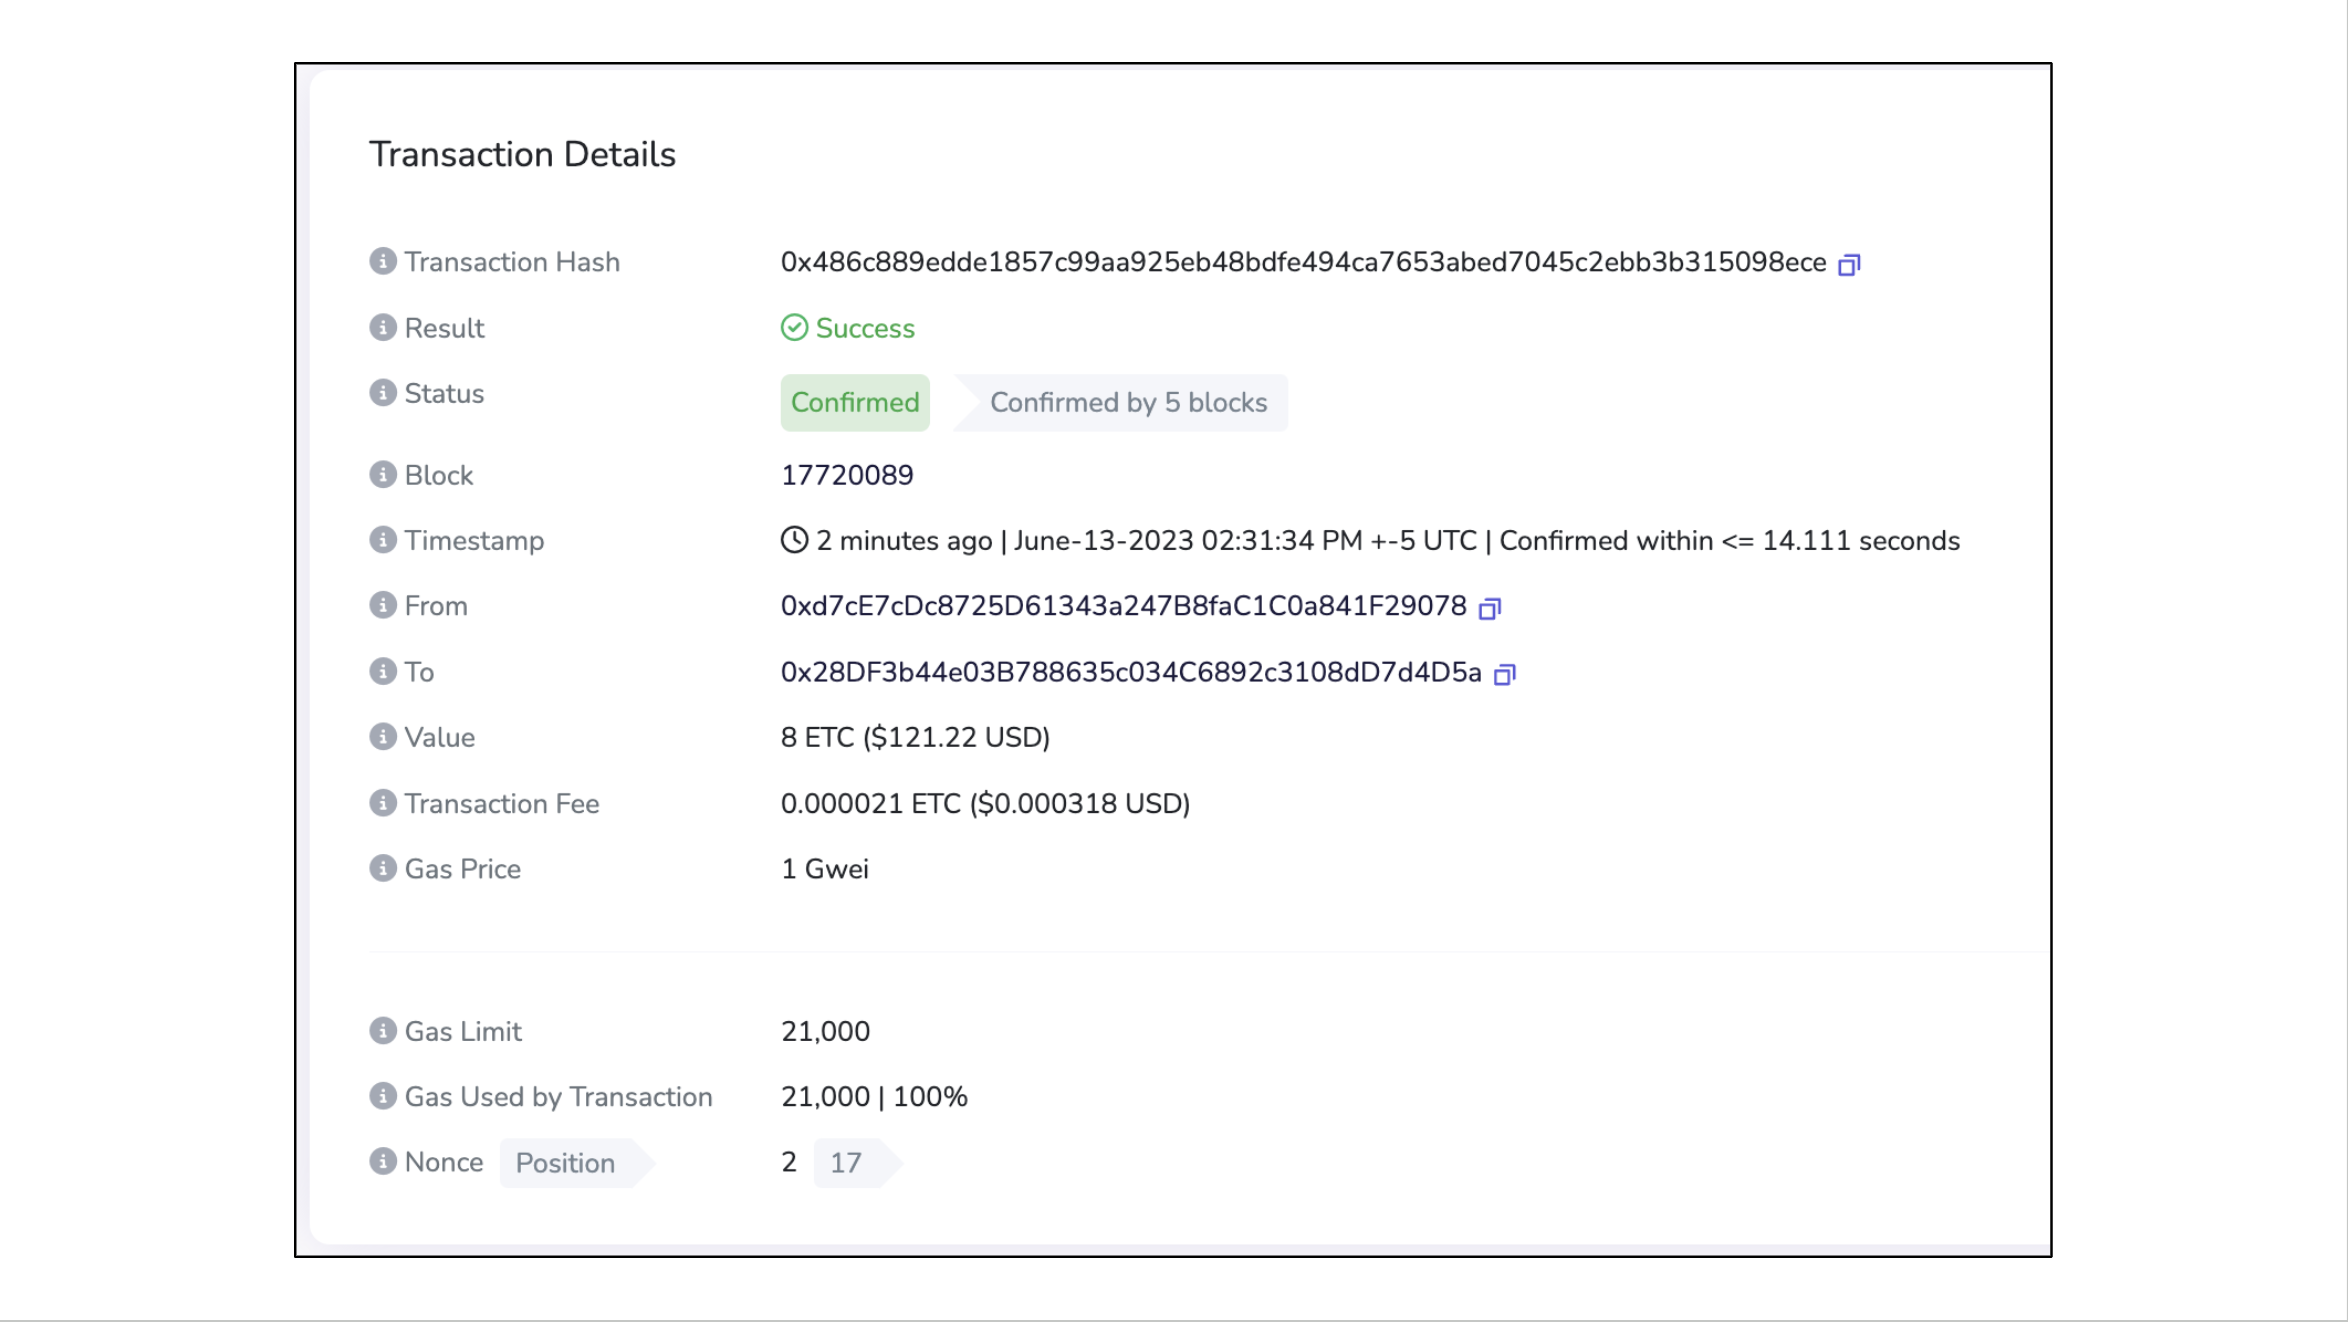 Transaction Details
Transaction Hash 0x486c889edde1857c99aa925eb48bdfe494ca7653abed7045c2ebb3b315098ece
Result Success
Status Confirmed Confirmed by 5 blocks
Block 17720089
Timestamp 2 minutes ago | June-13-2023 02:31:34 PM +-5 UTC | Confirmed within <= 14.111 seconds
From 0xd7cE7cDc8725D61343a247B8faC1C0a841F29078
To 0x28DF3b44e03B788635c034C6892c3108dD7d4D5a
Value 8 ETC ($121.22 USD)
Transaction Fee 0.000021 ETC ($0.000318 USD)
Gas Price 1 Gwei
Gas Limit 21,000
Gas Used by Transaction 21,000 | 100%
Nonce Position 2 17